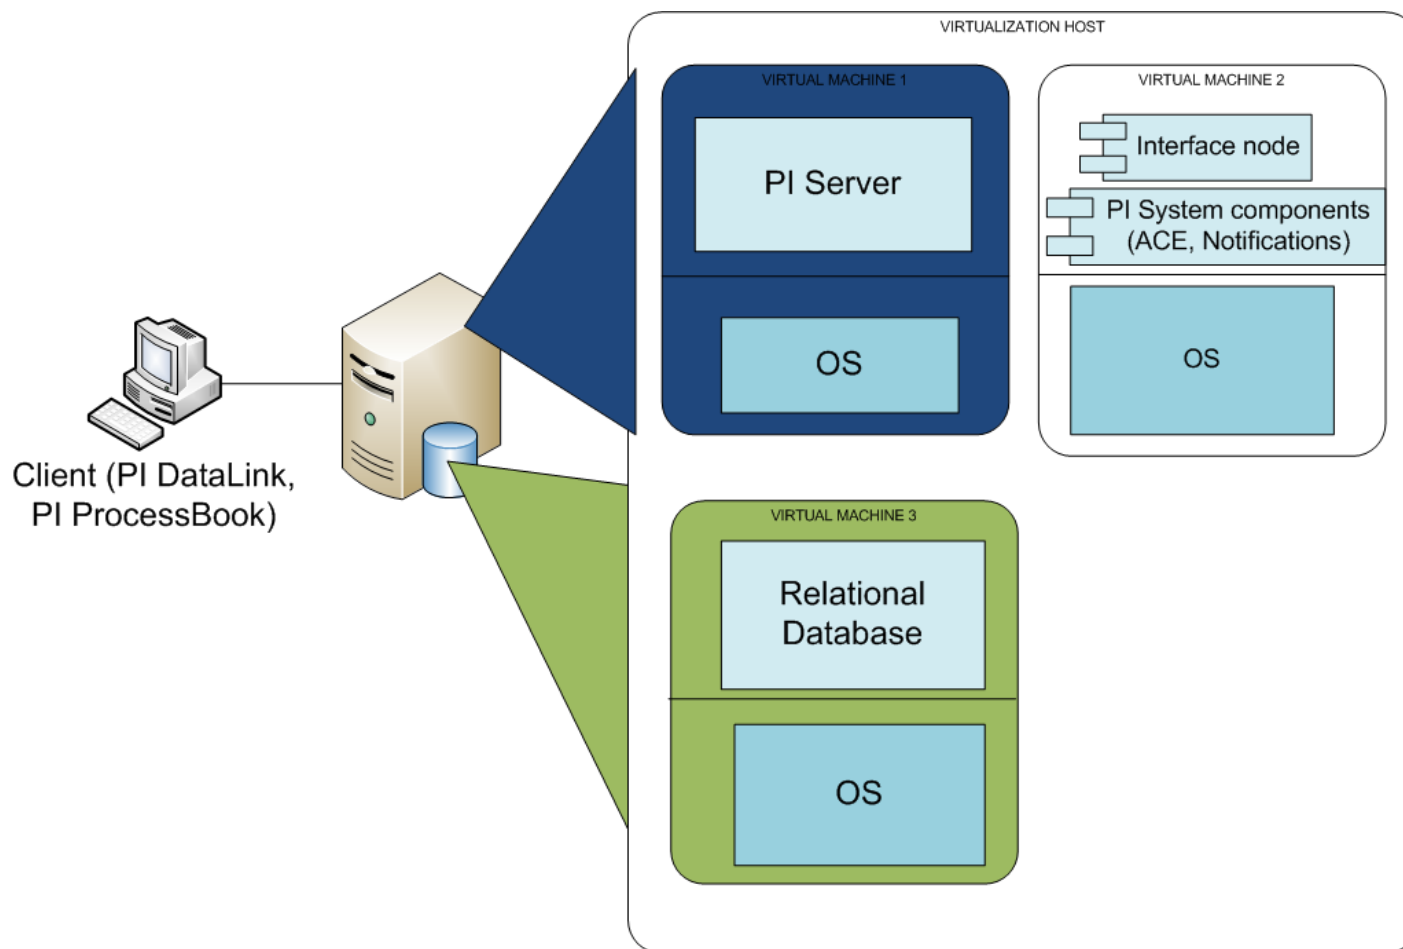 VIRTUALIZATION HOST
VIRTUAL MACHINE 1
PI Server
OS
VIRTUAL MACHINE 2
Interface node
PI System components
(ACE, Notifications)
OS
Client (PI DataLink,
PI ProcessBook)
VIRTUAL MACHINE 3
Relational
Database
OS